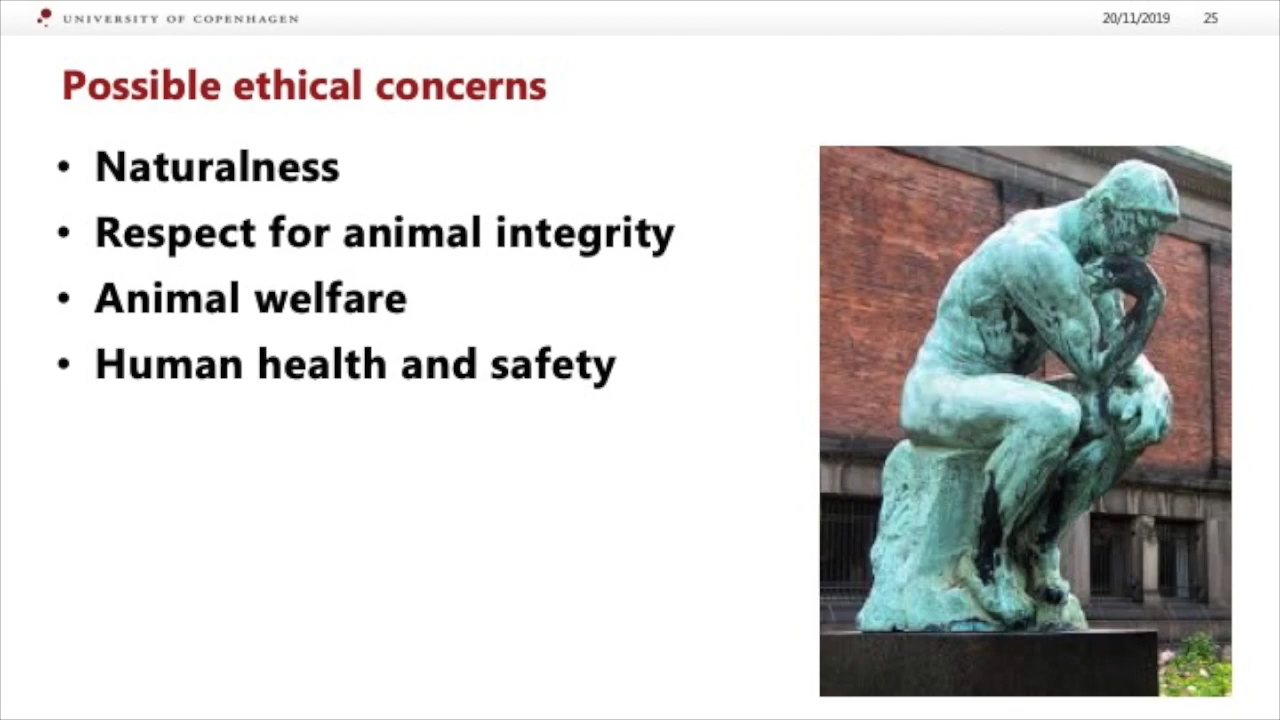 UNIVERSITY OF COPENHAGEN
20/11/2019 25
Possible ethical concerns
• Naturalness
• Respect for animal integrity
• Animal welfare
• Human health and safety